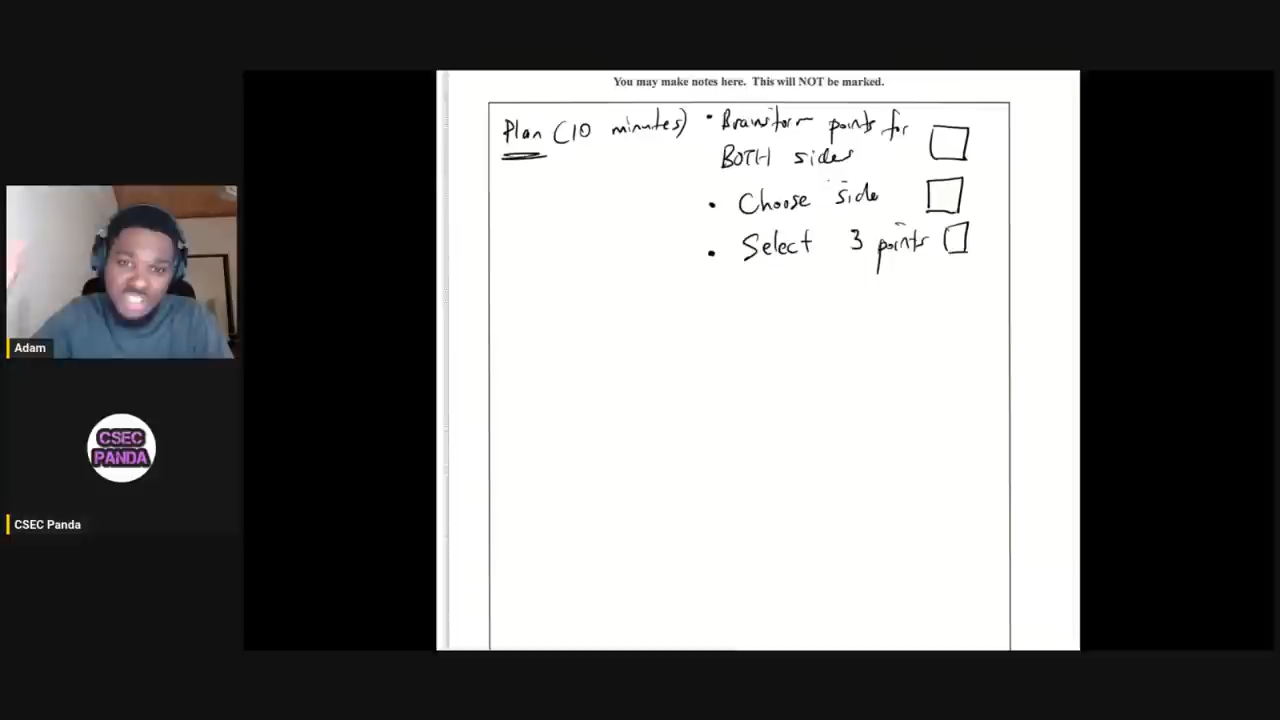 You may make notes here. This will NOT be marked.
Plan (10 minutes) • Brainstorm points for
BOTH sides
• Choose side
• Select 3 points
Adam
CSEC
PANDA
CSEC Panda